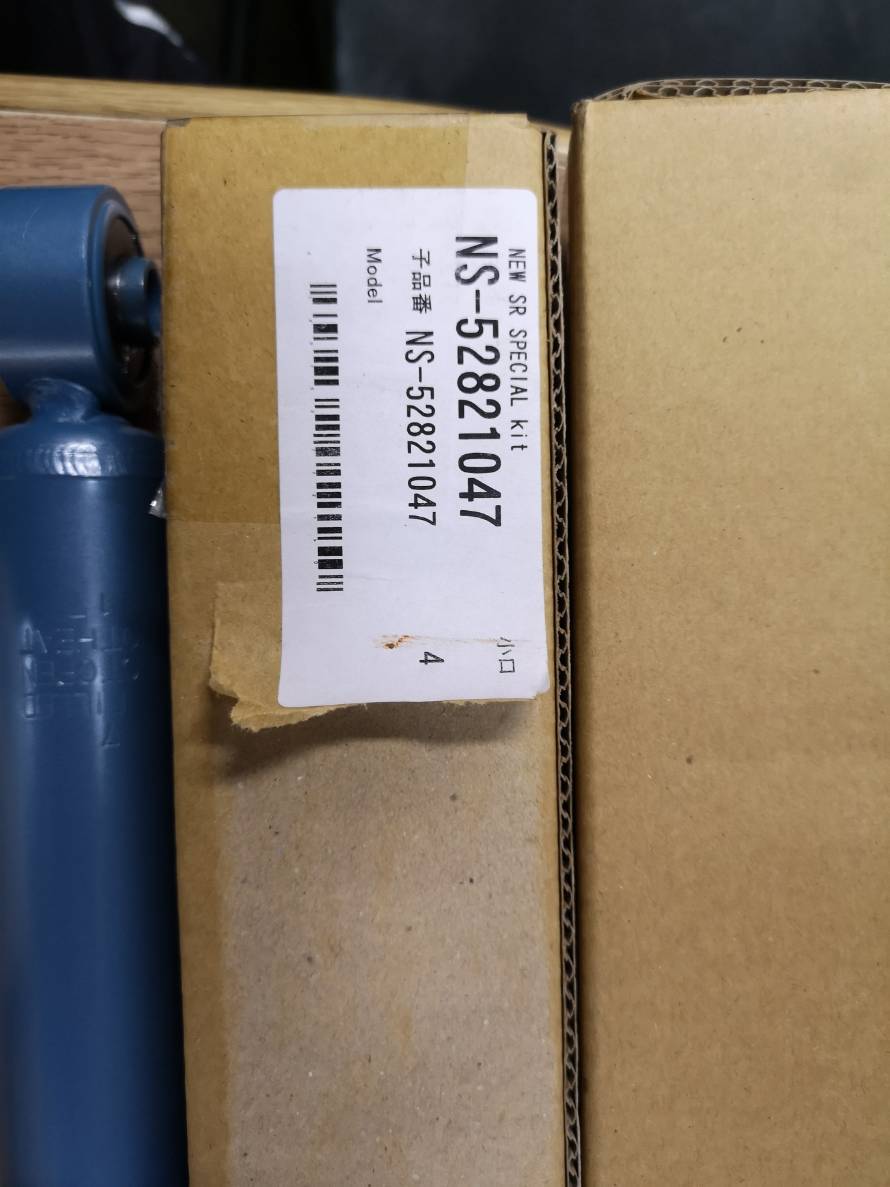 NEW SR SPECIAL kit
小口
NS-52821047
子品番 NS-52821047
4
Model